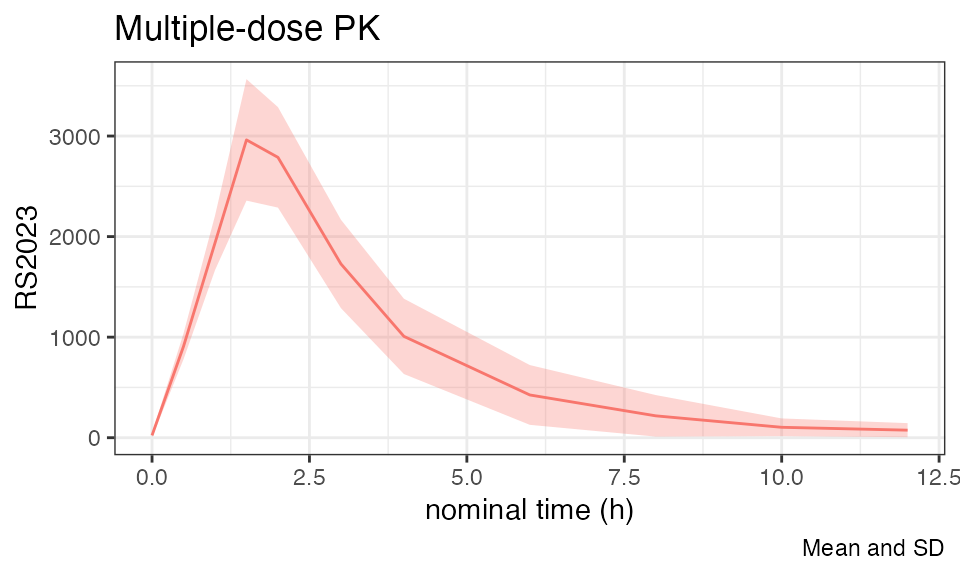 Multiple-dose PK
RS2023
3000
2000
1000
0
0.0 2.5 5.0 7.5 10.0 12.5
nominal time (h)
Mean and SD